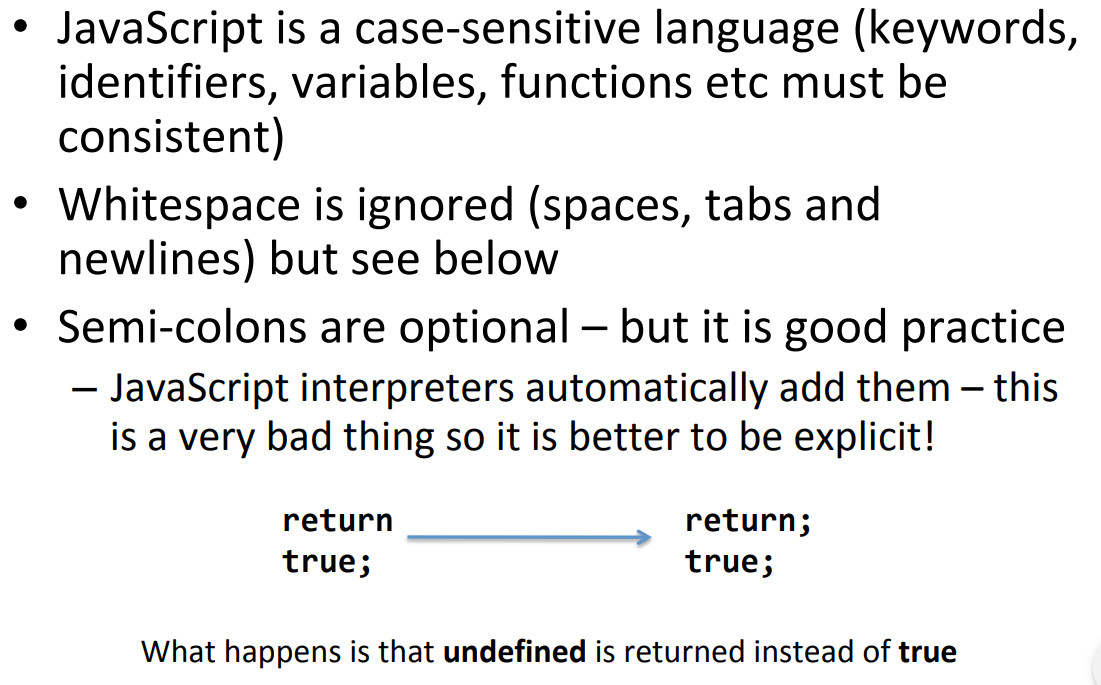 • JavaScript is a case-sensitive language (keywords,
identifiers, variables, functions etc must be
consistent)
• Whitespace is ignored (spaces, tabs and
newlines) but see below
• Semi-colons are optional – but it is good practice
– JavaScript interpreters automatically add them – this
is a very bad thing so it is better to be explicit!
return return;
true; true;
What happens is that undefined is returned instead of true